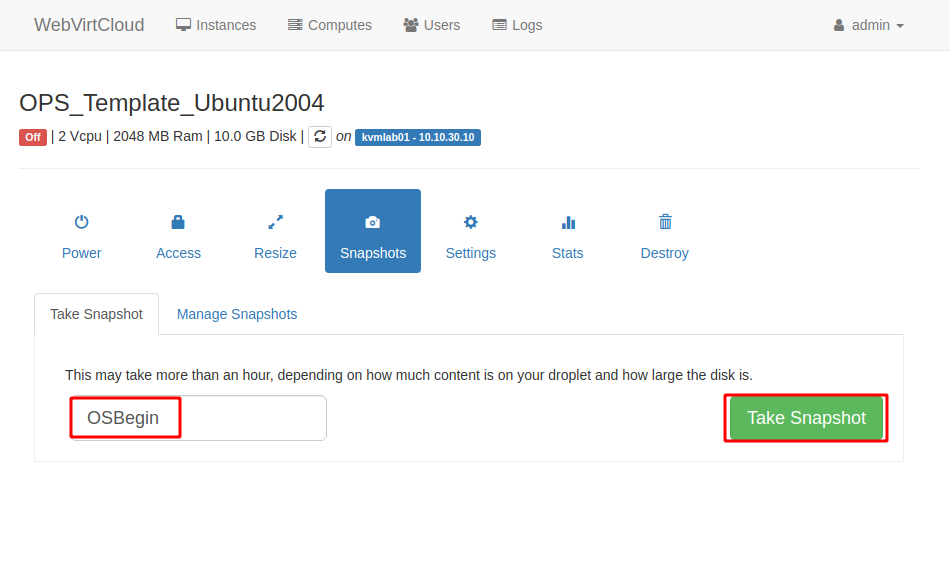 WebVirtCloud Instances Computes Users Logs admin
OPS_Template_Ubuntu2004
Off | 2 Vcpu | 2048 MB Ram | 10.0 GB Disk | on kvmlab01 - 10.10.30.10
Power Access Resize Snapshots Settings Stats Destroy
Take Snapshot Manage Snapshots
This may take more than an hour, depending on how much content is on your droplet and how large the disk is.
OSBegin Take Snapshot